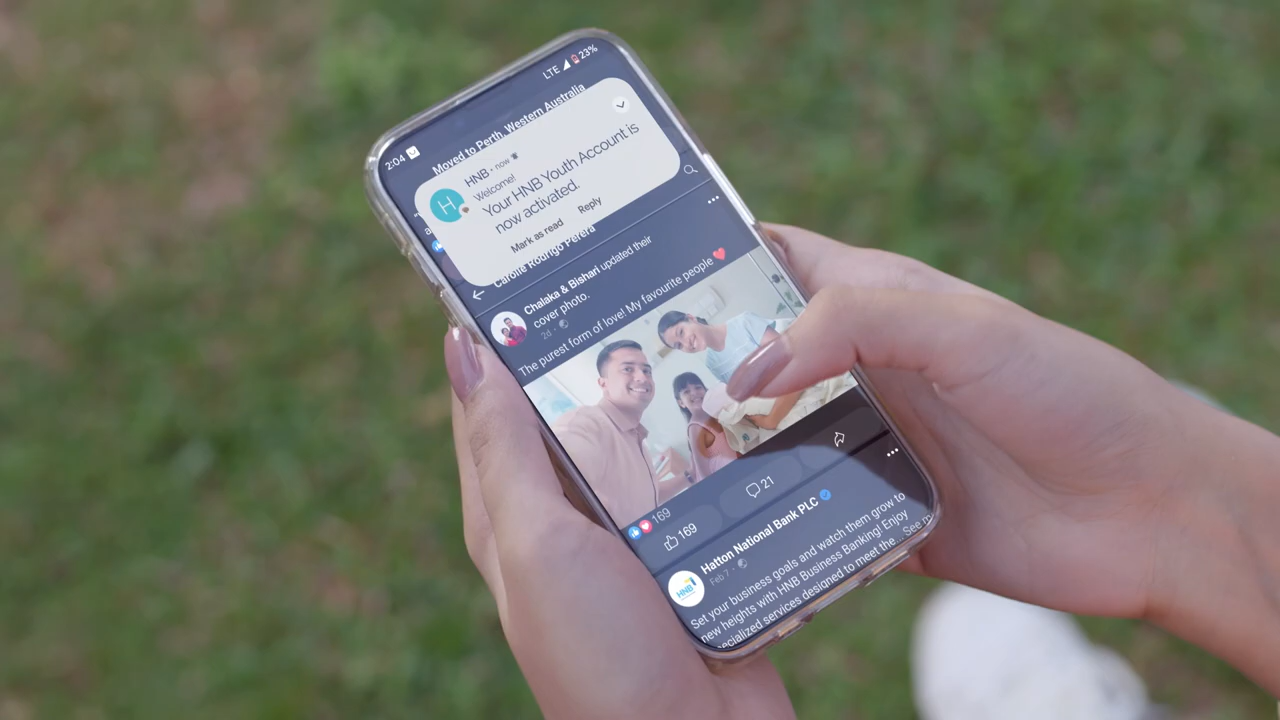 2:04
LTE 23%
Moved to Perth, Western Australia
H
HNB • now
Welcome!
Your HNB Youth Account is
now activated.
Mark as read Reply
Carolie Rodrigo Perera
Chalaka & Bishari updated their
cover photo.
2d
The purest form of love! My favourite people
169
169
21
Hatton National Bank PLC
Feb 7
HNB
Set your business goals and watch them grow to
new heights with HNB Business Banking! Enjoy
specialized services designed to meet the... See m